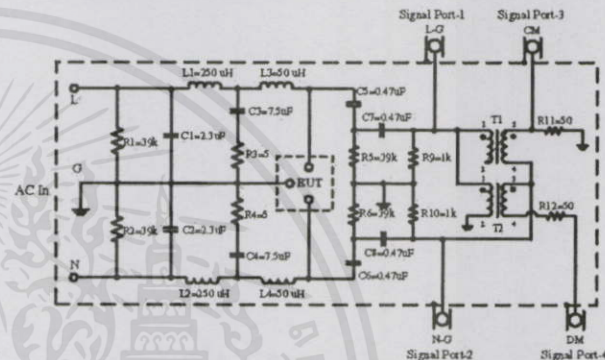 Signal Port-1
L-G
Signal Port-3
CM
L1=250 uH
L3=50 uH
L
C5=0.47uF
C7=0.47uF
C3=7.5uF
T1
R11=50
R1=39k
C1=2.3uF
R3=5
R5=39k
R9=1k
G
EUT
AC In
R4=5
R6=39k
R10=1k
R12=50
R2=39k
C2=2.3uF
T2
C4=7.5uF
C8=0.47uF
N
C6=0.47uF
L2=250 uH
L4=50 uH
N-G
Signal Port-2
DM